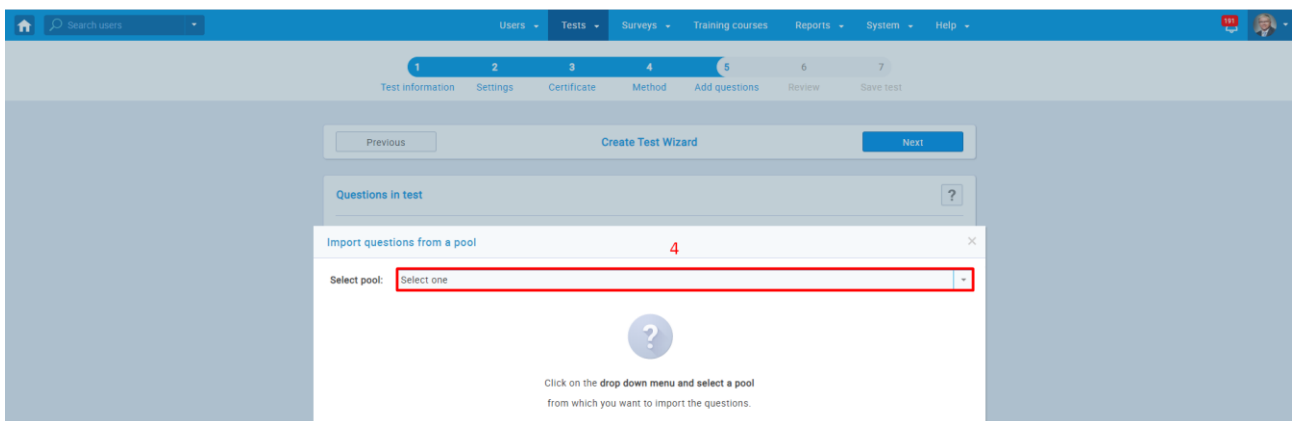 Search users
Users Tests Surveys Training courses Reports System Help
191
1 2 3 4 5 6 7
Test information Settings Certificate Method Add questions Review Save test
Previous Create Test Wizard Next
Questions in test ?
Import questions from a pool 4 ×
Select pool: Select one
?
Click on the drop down menu and select a pool
from which you want to import the questions.